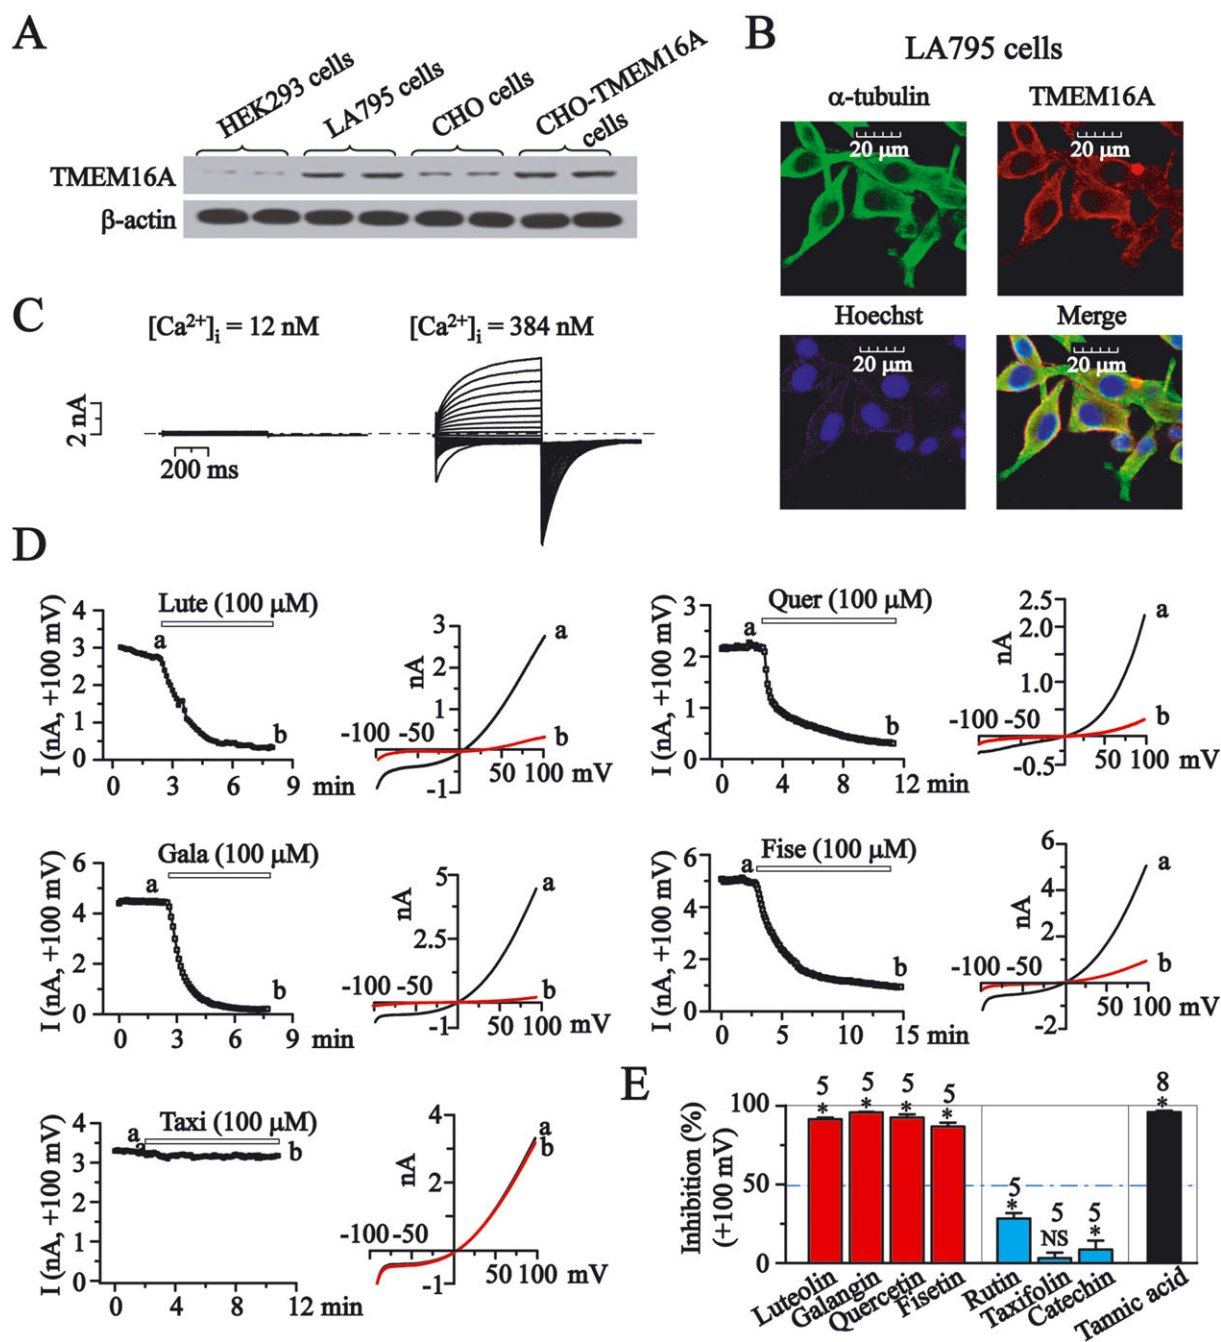 A
HEK293 cells
LA795 cells
CHO cells
CHO-TMEM16A
cells
TMEM16A
β-actin
B
LA795 cells
α-tubulin
TMEM16A
20 μm
20 μm
Hoechst
Merge
20 μm
20 μm
C
[Ca²⁺]ᵢ = 12 nM
[Ca²⁺]ᵢ = 384 nM
2 nA
200 ms
D
I (nA, +100 mV)
4
3
2
1
0
a
Lute (100 μM)
b
0 3 6 9 min
3
2
1
-1
nA
-100 -50
50 100 mV
a
b
I (nA, +100 mV)
3
2
1
0
a
Quer (100 μM)
b
0 4 8 12 min
2.5
2.0
1.0
-0.5
nA
-100 -50
50 100 mV
a
b
I (nA, +100 mV)
6
4
2
0
a
Gala (100 μM)
b
0 3 6 9 min
5
2.5
-1
nA
-100 -50
50 100 mV
a
b
I (nA, +100 mV)
6
4
2
0
a
Fise (100 μM)
b
0 5 10 15 min
6
4
2
-2
nA
-100 -50
50 100 mV
a
b
I (nA, +100 mV)
4
3
2
1
0
a
a
Taxi (100 μM)
b
0 4 8 12
min
4
2
-1
nA
-100 -50
50 100 mV
a
b
E
Inhibition (%)
(+100 mV)
100
50
0
5 5 5 5 5 5 5 8
* * * * * NS * *
Luteolin
Galangin
Quercetin
Fisetin
Rutin
Taxifolin
Catechin
Tannic acid